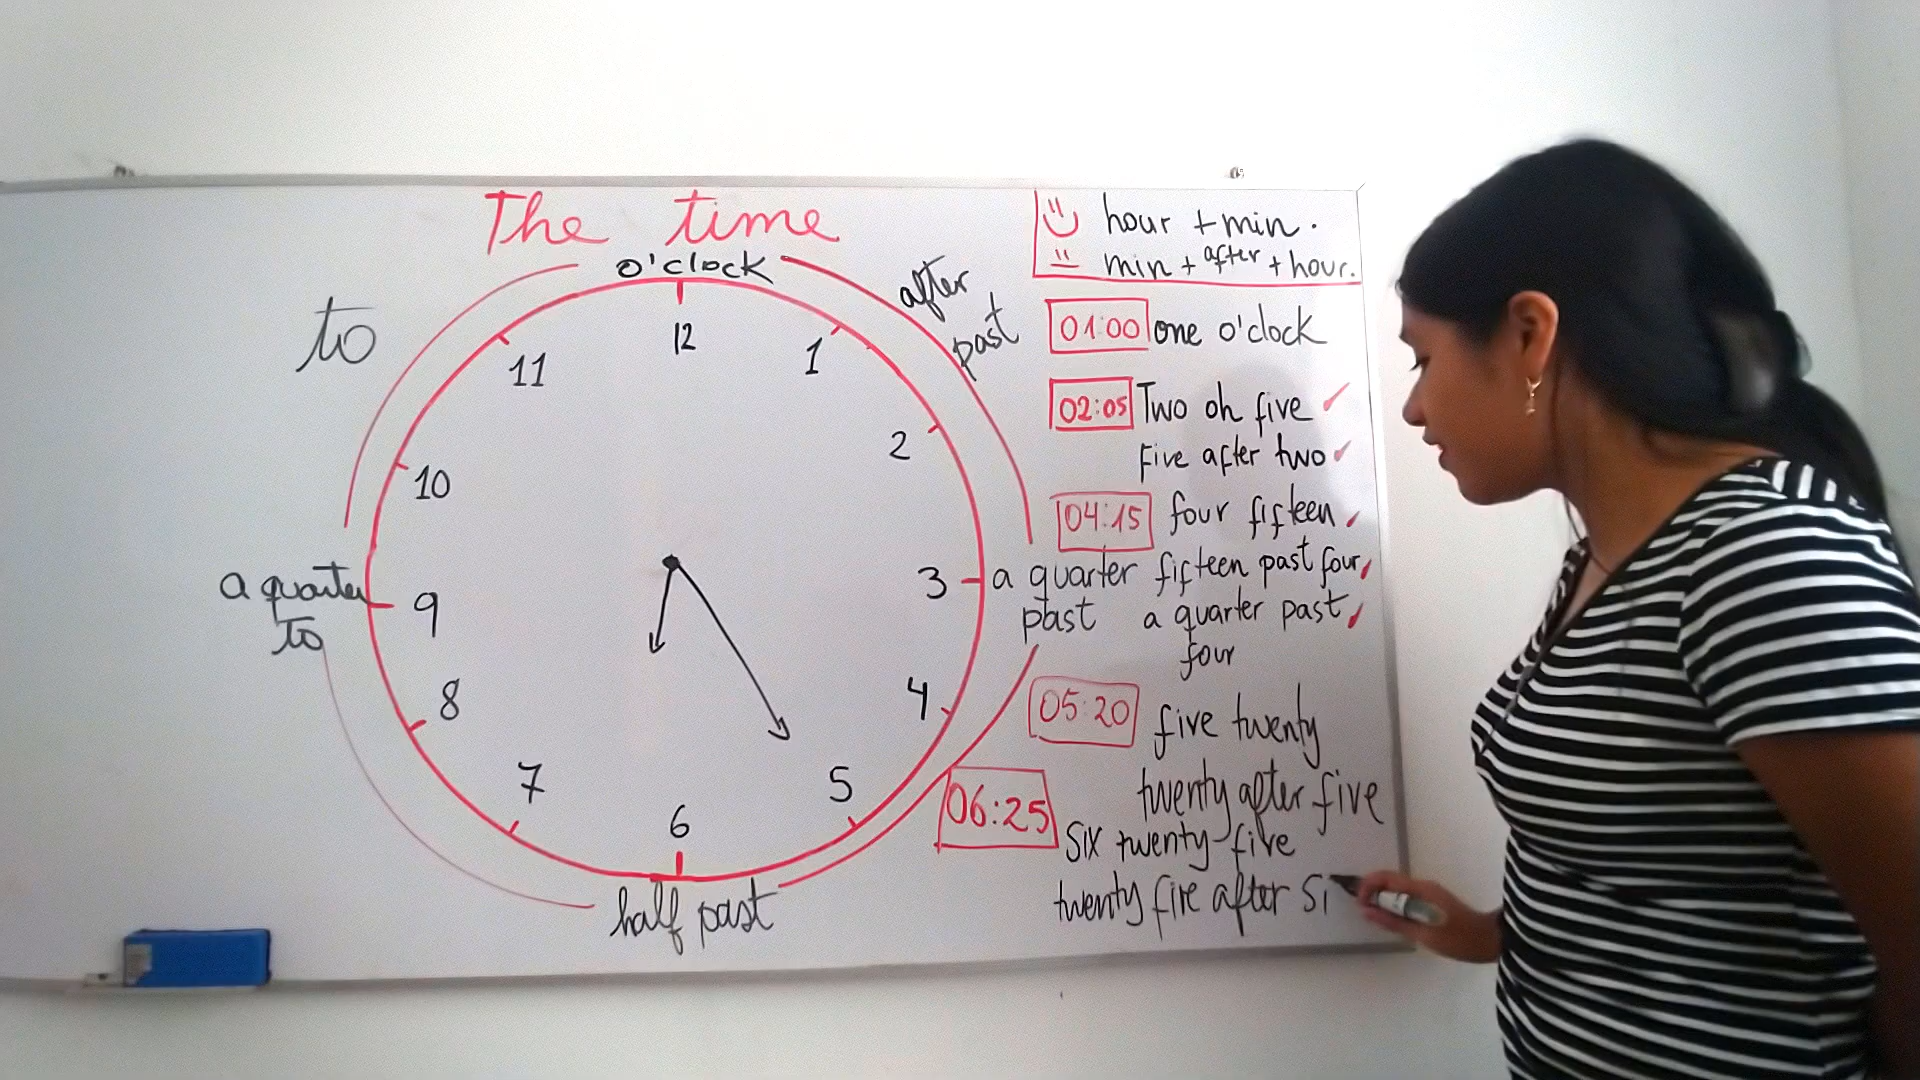 The time
o'clock
to
after
past
12
1
2
3
4
5
6
7
8
9
10
11
a quarter
to
a quarter
past
half past
hour + min.
min + after + hour.
01:00 one o'clock
02:05 Two oh five
five after two
04:15 four fifteen
fifteen past four
a quarter past
four
05:20 five twenty
twenty after five
06:25 six twenty-five
twenty five after si